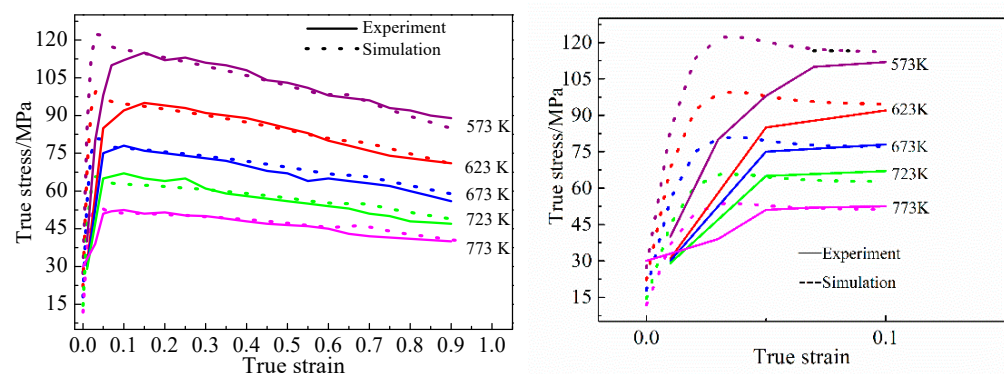 120
105
90
75
60
45
30
15
True stress/MPa
0.0 0.1 0.2 0.3 0.4 0.5 0.6 0.7 0.8 0.9 1.0
True strain
Experiment
Simulation
573 K
623 K
673 K
723 K
773 K
120
105
90
75
60
45
30
15
True stress/MPa
0.0 0.1
True strain
573K
623K
673K
723K
773K
Experiment
Simulation